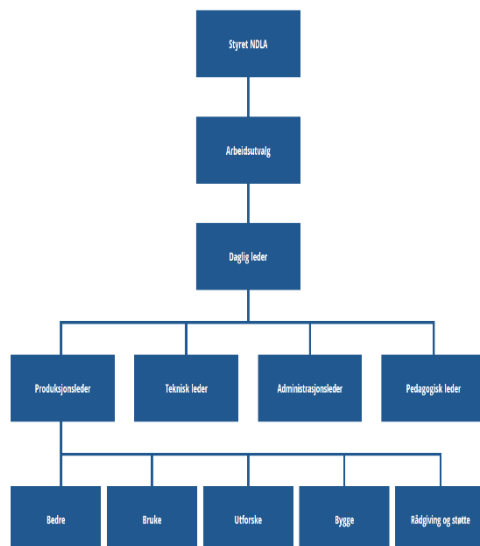 Styret NDLA
Arbeidsutvalg
Daglig leder
Produksjonsleder
Teknisk leder
Administrasjonsleder
Pedagogisk leder
Bedre
Bruke
Utforske
Bygge
Rådgiving og støtte